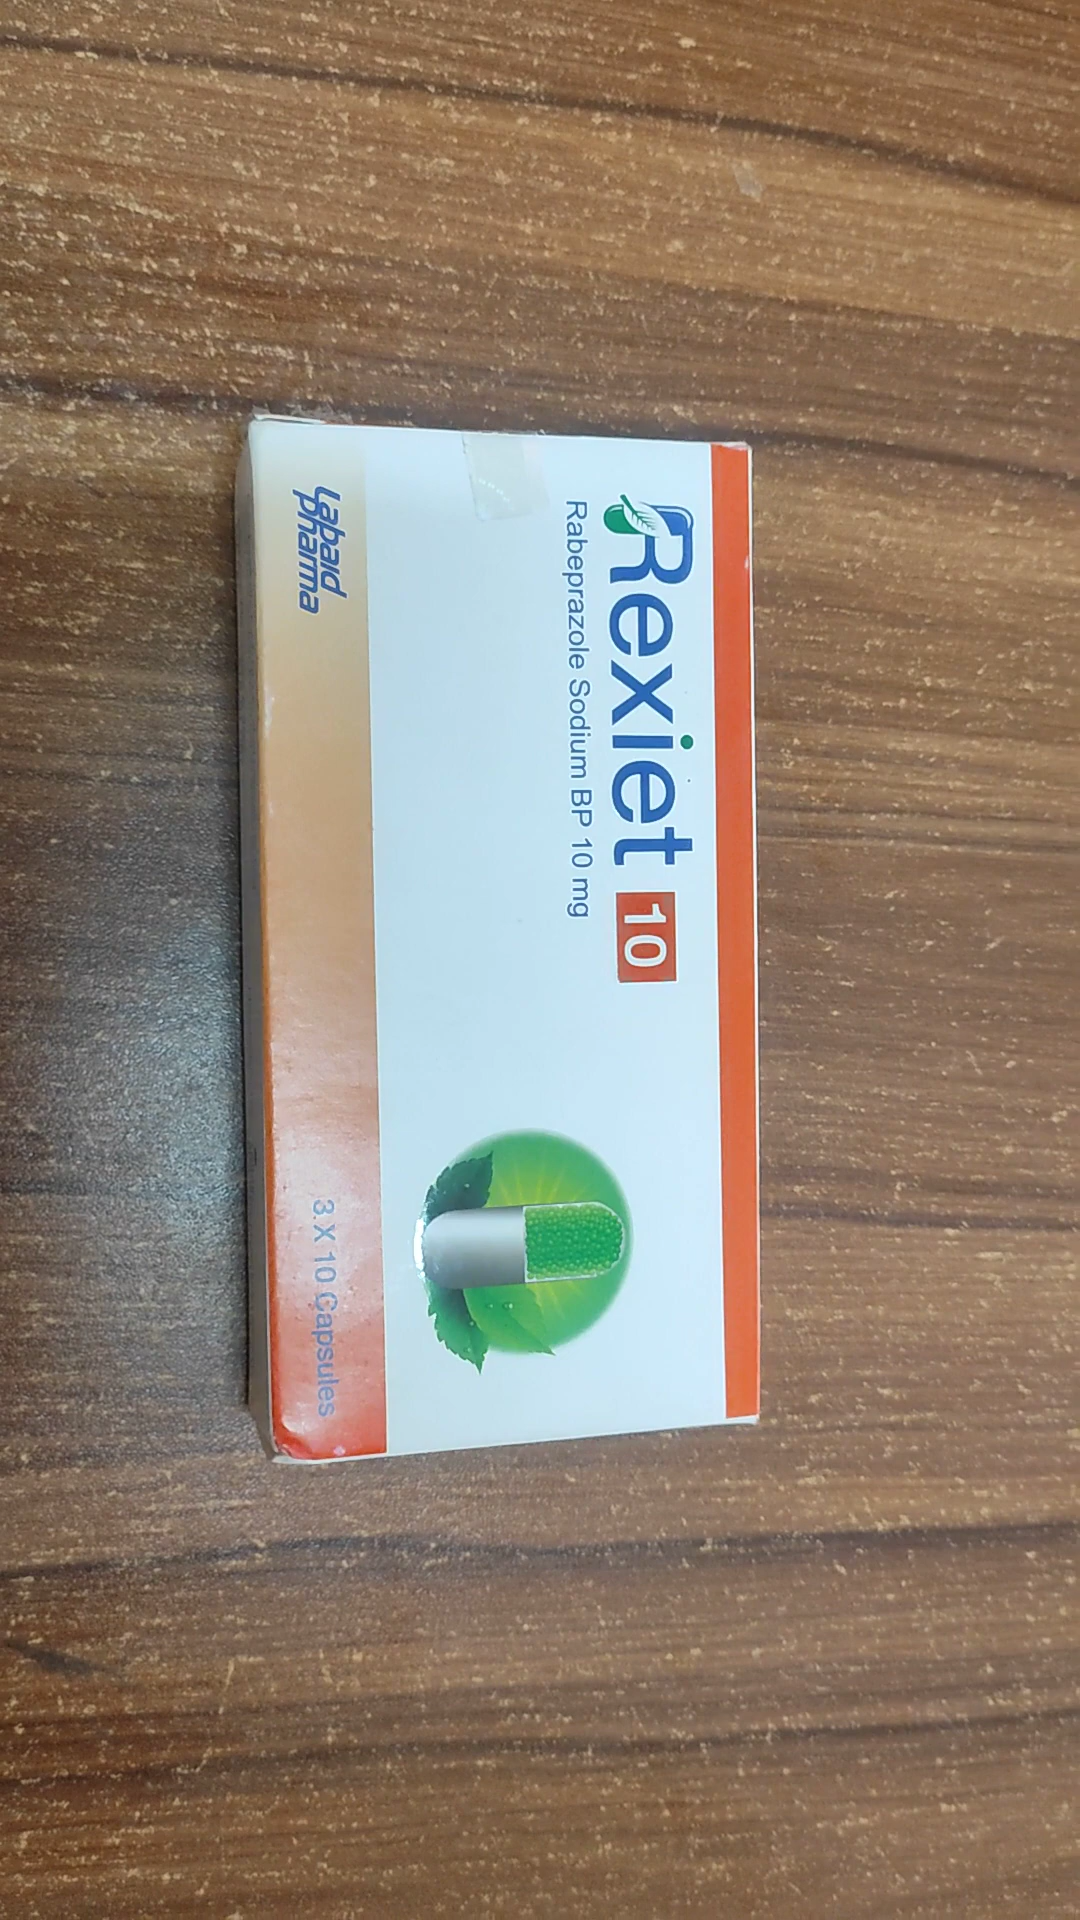 Rexiet 10
Rabeprazole Sodium BP 10 mg
Labaid
pharma
3 X 10 Capsules